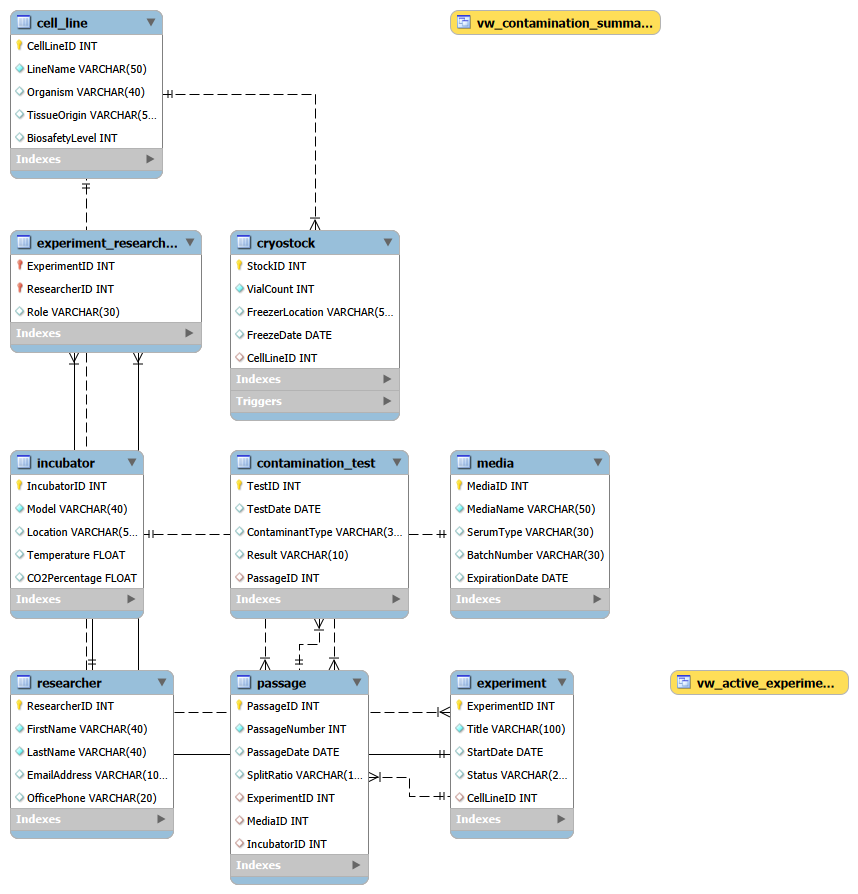 cell_line
CellLineID INT
LineName VARCHAR(50)
Organism VARCHAR(40)
TissueOrigin VARCHAR(5...
BiosafetyLevel INT
Indexes
vw_contamination_summa...
experiment_research...
ExperimentID INT
ResearcherID INT
Role VARCHAR(30)
Indexes
cryostock
StockID INT
VialCount INT
FreezerLocation VARCHAR(5...
FreezeDate DATE
CellLineID INT
Indexes
Triggers
incubator
IncubatorID INT
Model VARCHAR(40)
Location VARCHAR(5...
Temperature FLOAT
CO2Percentage FLOAT
Indexes
contamination_test
TestID INT
TestDate DATE
ContaminantType VARCHAR(3...
Result VARCHAR(10)
PassageID INT
Indexes
media
MediaID INT
MediaName VARCHAR(50)
SerumType VARCHAR(30)
BatchNumber VARCHAR(30)
ExpirationDate DATE
Indexes
researcher
ResearcherID INT
FirstName VARCHAR(40)
LastName VARCHAR(40)
EmailAddress VARCHAR(10...
OfficePhone VARCHAR(20)
Indexes
passage
PassageID INT
PassageNumber INT
PassageDate DATE
SplitRatio VARCHAR(1...
ExperimentID INT
MediaID INT
IncubatorID INT
Indexes
experiment
ExperimentID INT
Title VARCHAR(100)
StartDate DATE
Status VARCHAR(2...
CellLineID INT
Indexes
vw_active_experime...